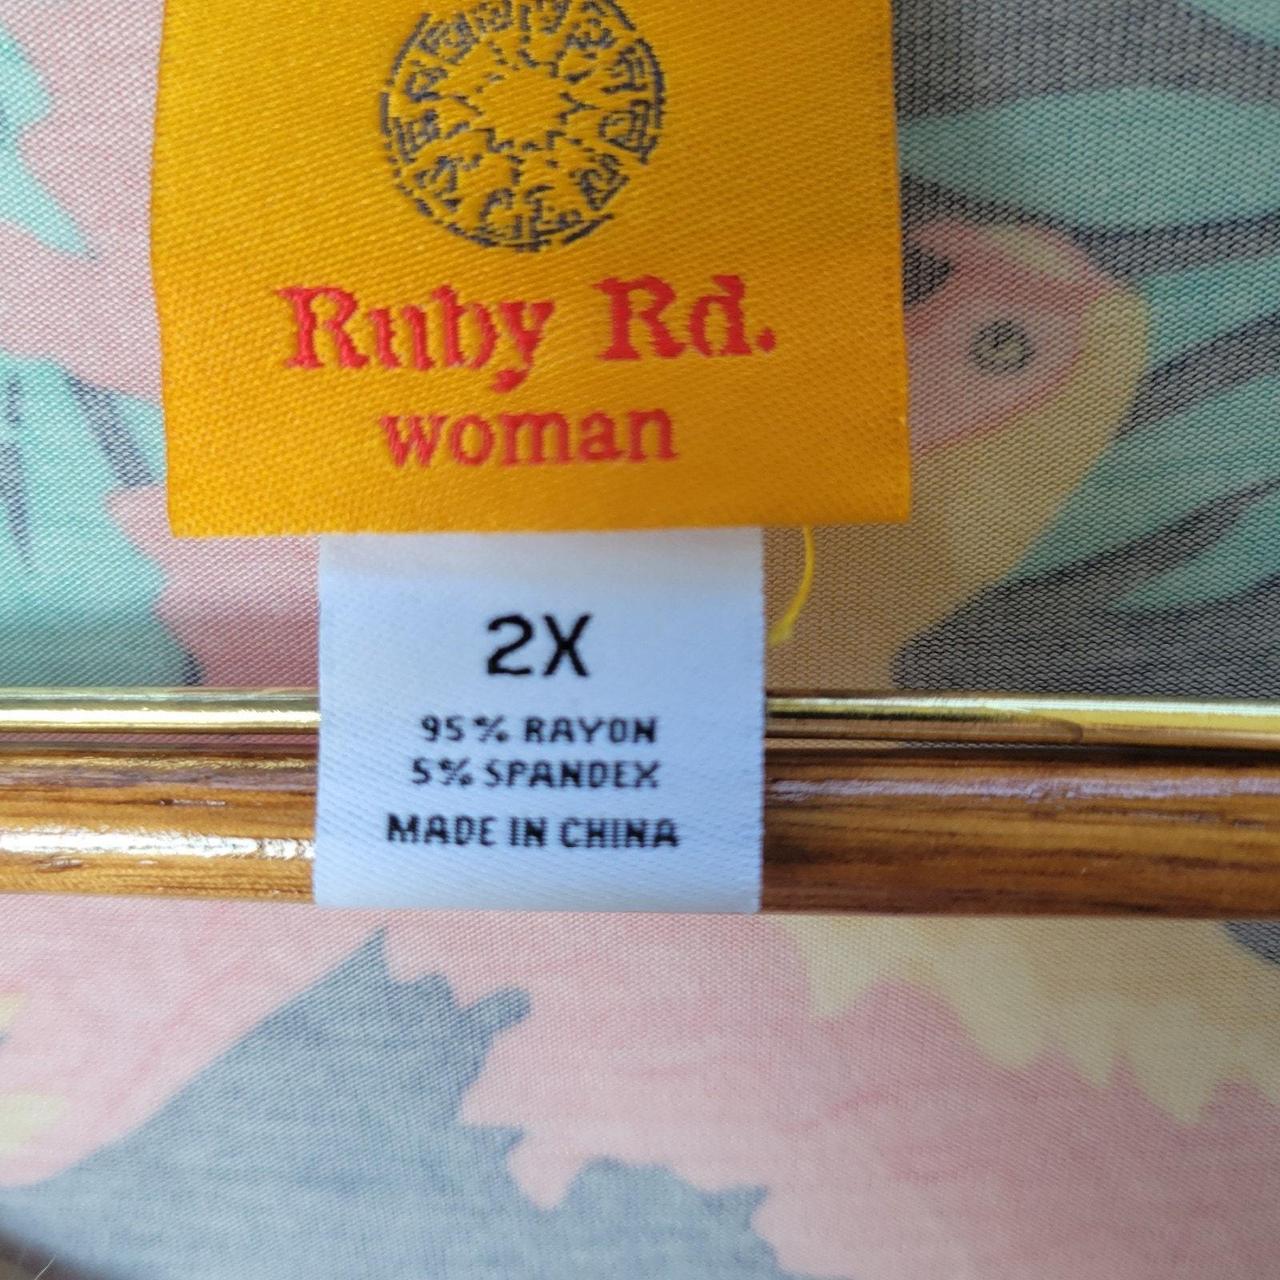 Ruby Rd.
woman
2X
95% RAYON
5% SPANDEX
MADE IN CHINA